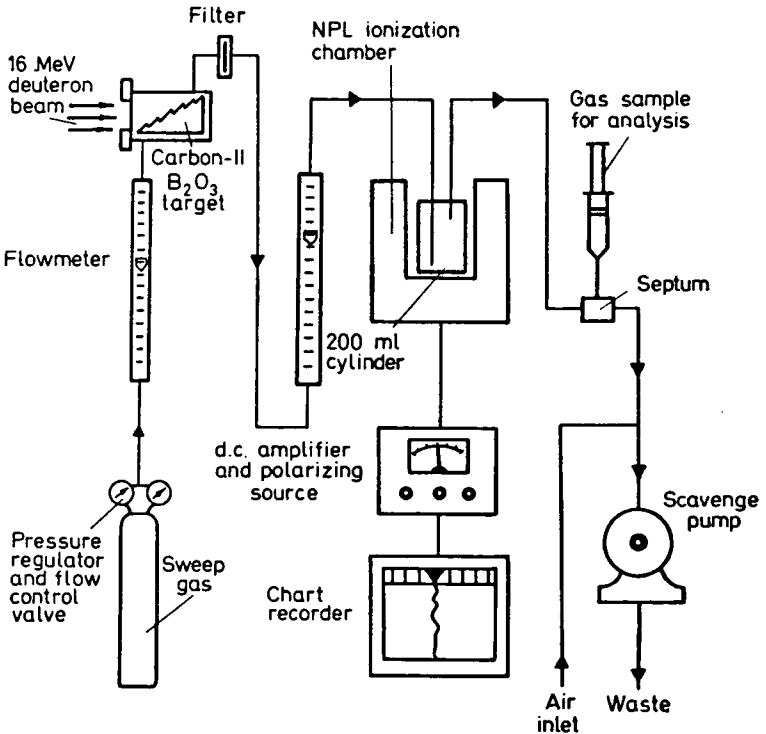 Filter
16 MeV
deuteron
beam
Carbon-11
B₂O₃
target
Flowmeter
Pressure
regulator
and flow
control
valve
Sweep
gas
NPL ionization
chamber
200 ml
cylinder
d.c. amplifier
and polarizing
source
Chart
recorder
Gas sample
for analysis
Septum
Scavenge
pump
Air
inlet
Waste